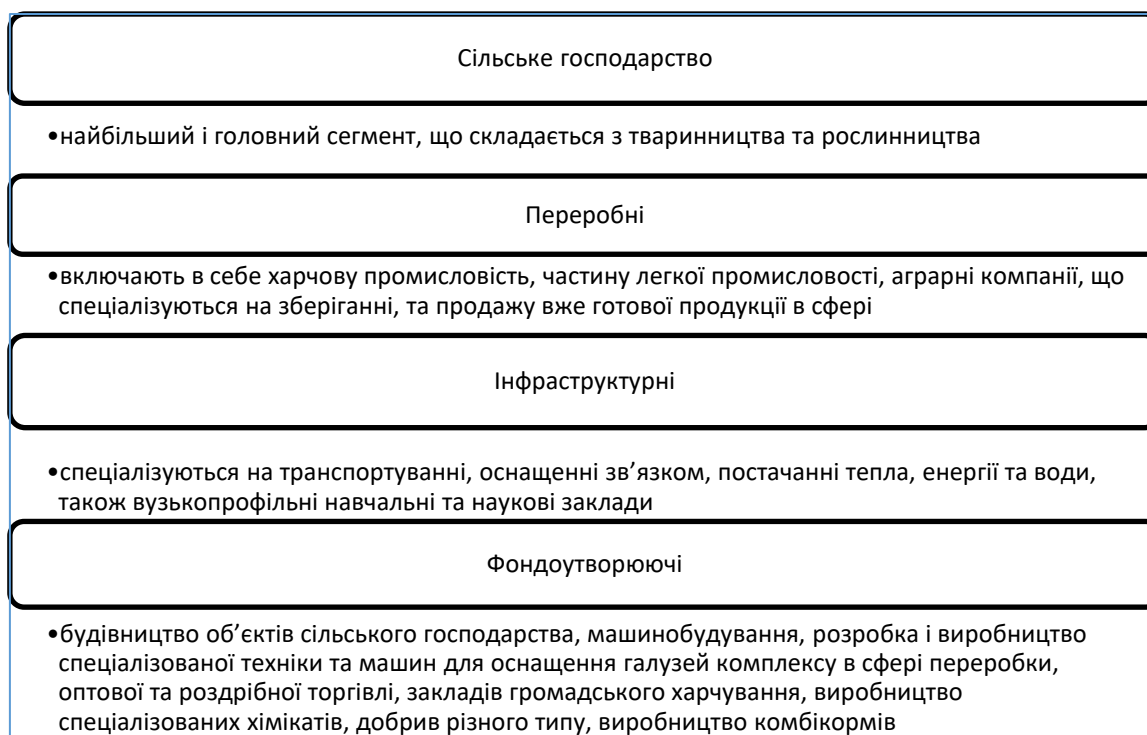 Сільське господарство
•найбільший і головний сегмент, що складається з тваринництва та рослинництва
Переробні
•включають в себе харчову промисловість, частину легкої промисловості, аграрні компанії, що
спеціалізуються на зберіганні, та продажу вже готової продукції в сфері
Інфраструктурні
•спеціалізуються на транспортуванні, оснащенні зв’язком, постачанні тепла, енергії та води,
також вузькопрофільні навчальні та наукові заклади
Фондоутворюючі
•будівництво об’єктів сільського господарства, машинобудування, розробка і виробництво
спеціалізованої техніки та машин для оснащення галузей комплексу в сфері переробки,
оптової та роздрібної торгівлі, закладів громадського харчування, виробництво
спеціалізованих хімікатів, добрив різного типу, виробництво комбікормів